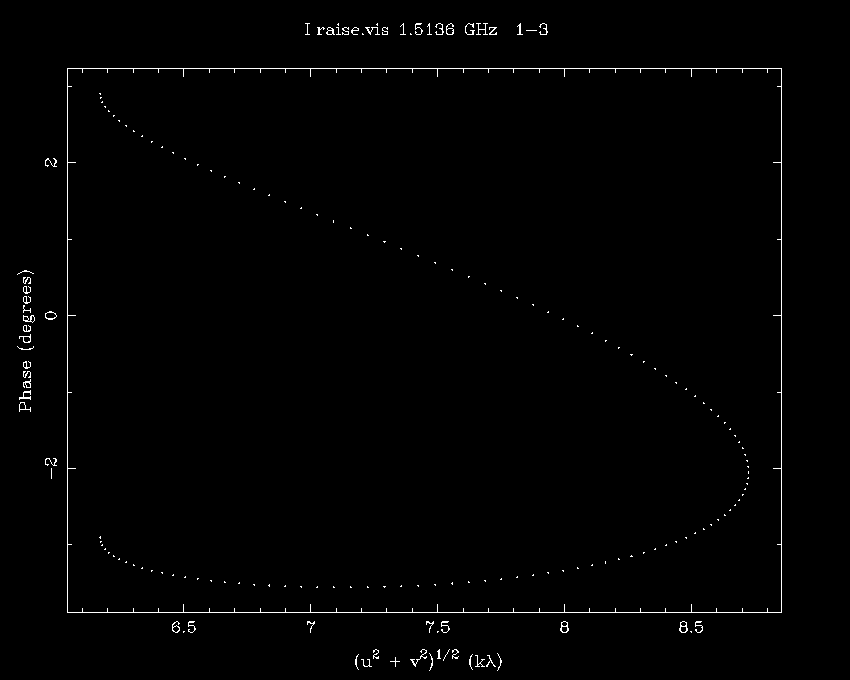 I raise.vis 1.5136 GHz 1-3
2
0
-2
Phase (degrees)
6.5 7 7.5 8 8.5
(u² + v²)^1/2 (kλ)